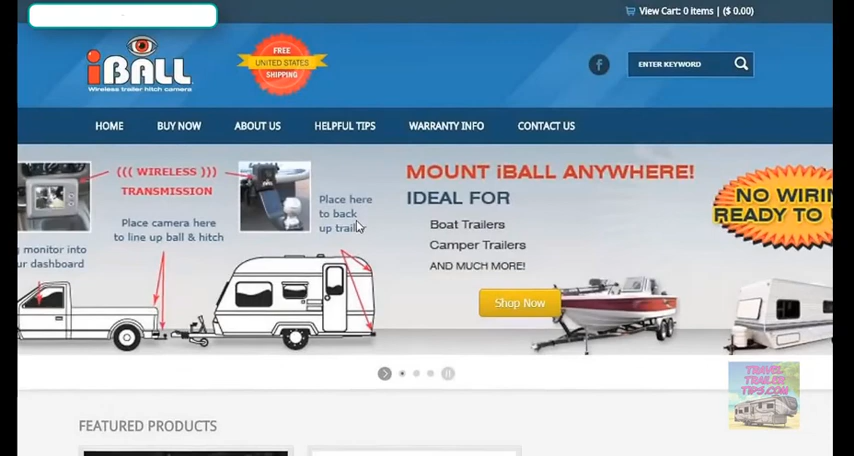 View Cart: 0 items | ($ 0.00)
iBALL
Wireless trailer hitch camera
FREE
UNITED STATES
SHIPPING
ENTER KEYWORD
HOME
BUY NOW
ABOUT US
HELPFUL TIPS
WARRANTY INFO
CONTACT US
((( WIRELESS )))
TRANSMISSION
Place camera here
to line up ball & hitch
Place here
to back
up trailer
monitor into
ur dashboard
MOUNT iBALL ANYWHERE!
IDEAL FOR
Boat Trailers
Camper Trailers
AND MUCH MORE!
Shop Now
NO WIRIN
READY TO U
TRAVEL
TRAILER
TIPS.COM
FEATURED PRODUCTS